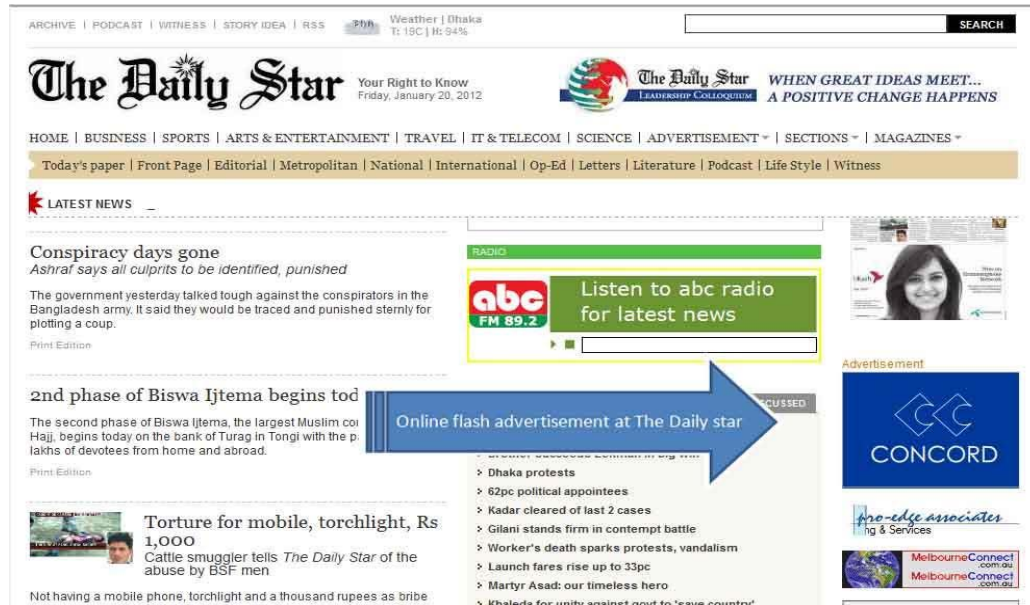 ARCHIVE | PODCAST | WITNESS | STORY IDEA | RSS
Weather | Dhaka
T: 19C | H: 94%
SEARCH
The Daily Star
Your Right to Know
Friday, January 20, 2012
The Daily Star
LEADERSHIP COLLOQUIUM
WHEN GREAT IDEAS MEET...
A POSITIVE CHANGE HAPPENS
HOME | BUSINESS | SPORTS | ARTS & ENTERTAINMENT | TRAVEL | IT & TELECOM | SCIENCE | ADVERTISEMENT | SECTIONS | MAGAZINES
Today's paper | Front Page | Editorial | Metropolitan | National | International | Op-Ed | Letters | Literature | Podcast | Life Style | Witness
LATEST NEWS _
Conspiracy days gone
Ashraf says all culprits to be identified, punished
The government yesterday talked tough against the conspirators in the
Bangladesh army. It said they would be traced and punished sternly for
plotting a coup.
Print Edition
2nd phase of Biswa Ijtema begins tod
The second phase of Biswa Ijtema, the largest Muslim co
Hajj, begins today on the bank of Turag in Tongi with the p
lakhs of devotees from home and abroad.
Print Edition
Torture for mobile, torchlight, Rs
1,000
Cattle smuggler tells The Daily Star of the
abuse by BSF men
Not having a mobile phone, torchlight and a thousand rupees as bribe
RADIO
abc
FM 89.2
Listen to abc radio
for latest news
Online flash advertisement at The Daily star
CUSSED
Dhaka protests
62pc political appointees
Kadar cleared of last 2 cases
Gilani stands firm in contempt battle
Worker's death sparks protests, vandalism
Launch fares rise up to 33pc
Martyr Asad: our timeless hero
Khaleda for unity against govt to 'save country'
Advertisement
CONCORD
pro-edge associates
ng & Services
MelbourneConnect
.com.au
MelbourneConnect
.com.au